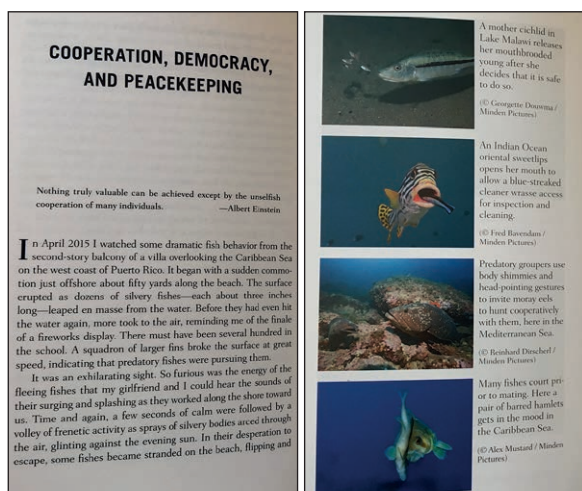 COOPERATION, DEMOCRACY,
AND PEACEKEEPING
Nothing truly valuable can be achieved except by the unselfish
cooperation of many individuals.
—Albert Einstein
In April 2015 I watched some dramatic fish behavior from the
second-story balcony of a villa overlooking the Caribbean Sea
on the west coast of Puerto Rico. It began with a sudden commo-
tion just offshore about fifty yards along the beach. The surface
erupted as dozens of silvery fishes—each about three inches
long—leaped en masse from the water. Before they had even hit
the water again, more took to the air, reminding me of the finale
of a fireworks display. There must have been several hundred in
the school. A squadron of larger fins broke the surface at great
speed, indicating that predatory fishes were pursuing them.
It was an exhilarating sight. So furious was the energy of the
fleeing fishes that my girlfriend and I could hear the sounds of
their surging and splashing as they worked along the shore toward
us. Time and again, a few seconds of calm were followed by a
volley of frenetic activity as sprays of silvery bodies arced through
the air, glinting against the evening sun. In their desperation to
escape, some fishes became stranded on the beach, flipping and
A mother cichlid in
Lake Malawi releases
her mouthbrooded
young after she
decides that it is safe
to do so.
(© Georgette Douwma /
Minden Pictures)
An Indian Ocean
oriental sweetlips
opens her mouth to
allow a blue-streaked
cleaner wrasse access
for inspection and
cleaning.
(© Fred Bavendam /
Minden Pictures)
Predatory groupers use
body shimmies and
head-pointing gestures
to invite moray eels
to hunt cooperatively
with them, here in the
Mediterranean Sea.
(© Reinhard Dirscherl /
Minden Pictures)
Many fishes court pri-
or to mating. Here a
pair of barred hamlets
gets in the mood in
the Caribbean Sea.
(© Alex Mustard / Minden
Pictures)